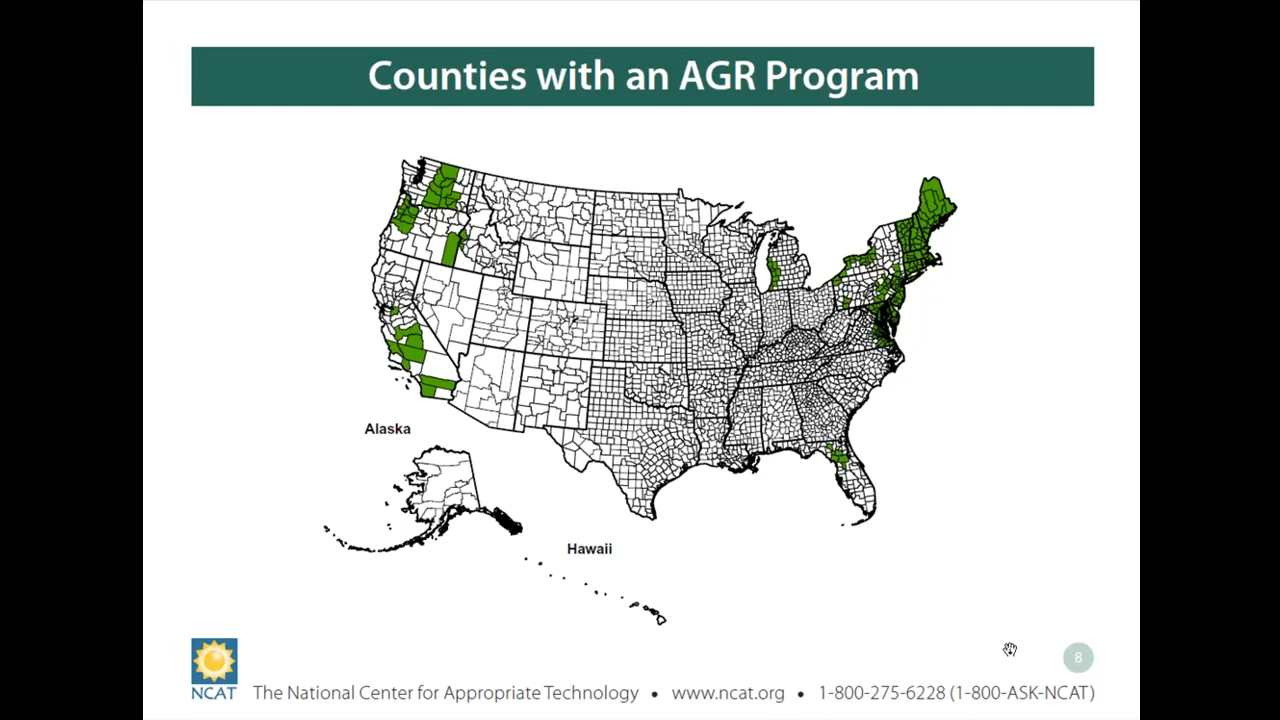 Counties with an AGR Program
Alaska
Hawaii
8
NCAT
The National Center for Appropriate Technology • www.ncat.org • 1-800-275-6228 (1-800-ASK-NCAT)